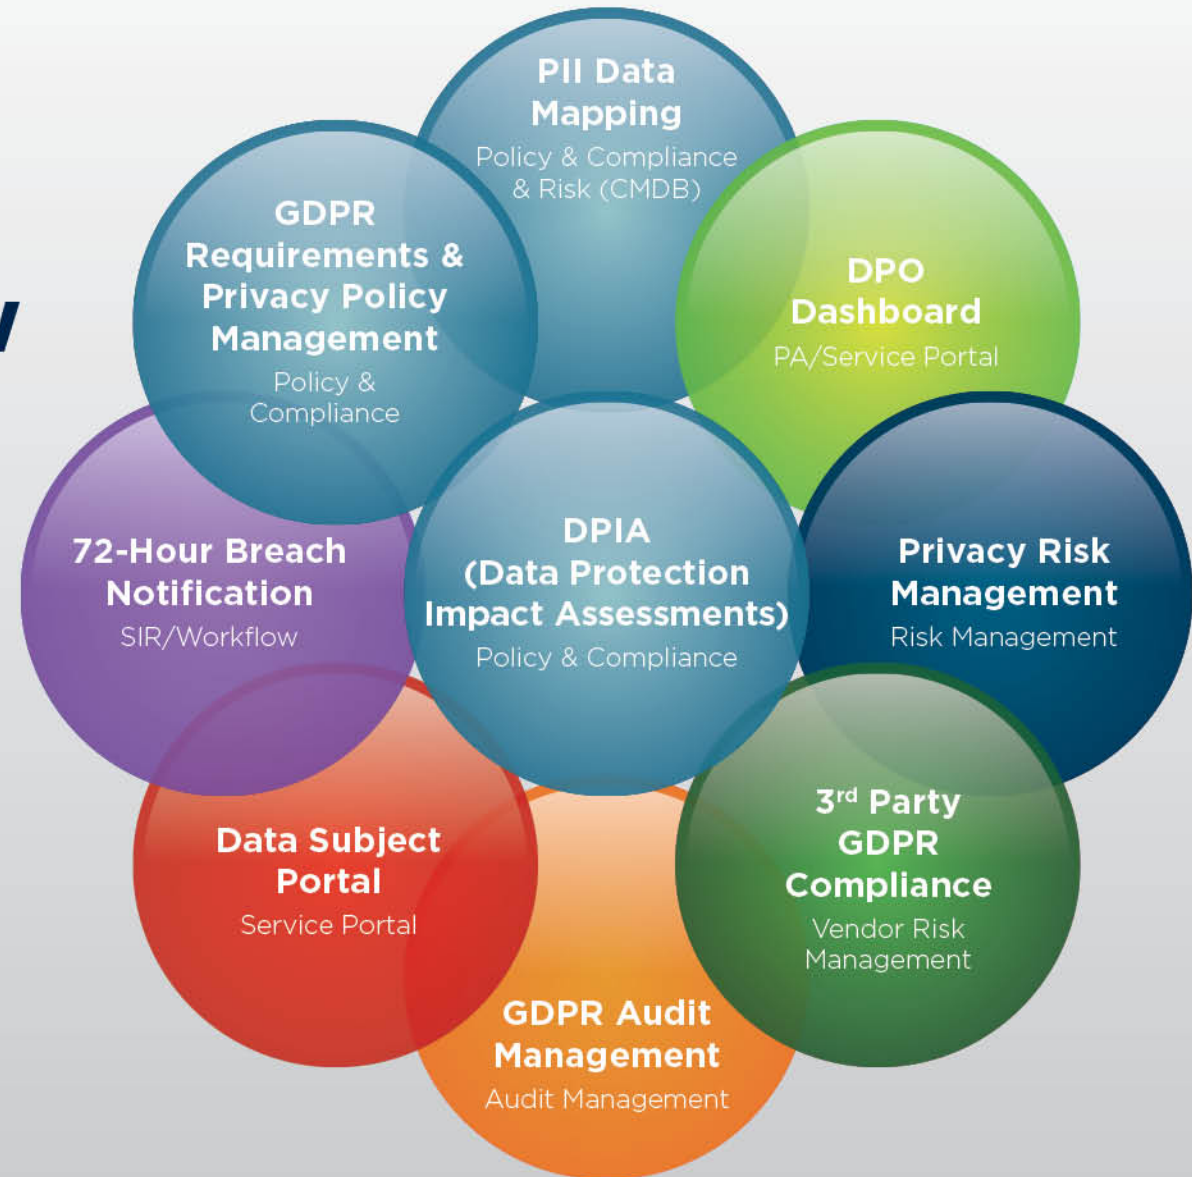 PII Data
Mapping
Policy & Compliance
& Risk (CMDB)
GDPR
Requirements &
Privacy Policy
Management
Policy &
Compliance
DPO
Dashboard
PA/Service Portal
72-Hour Breach
Notification
SIR/Workflow
DPIA
(Data Protection
Impact Assessments)
Policy & Compliance
Privacy Risk
Management
Risk Management
Data Subject
Portal
Service Portal
3rd Party
GDPR
Compliance
Vendor Risk
Management
GDPR Audit
Management
Audit Management